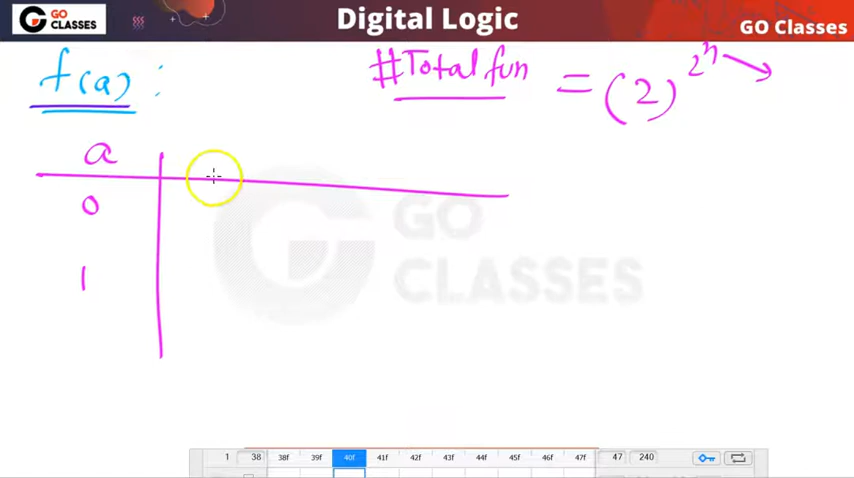 GO CLASSES
Digital Logic
GO Classes
f(a) :
#Total fun = (2)^2^n
a
0
1
GO CLASSES
1 38 38f 39f 40f 41f 42f 43f 44f 45f 46f 47f 47 240